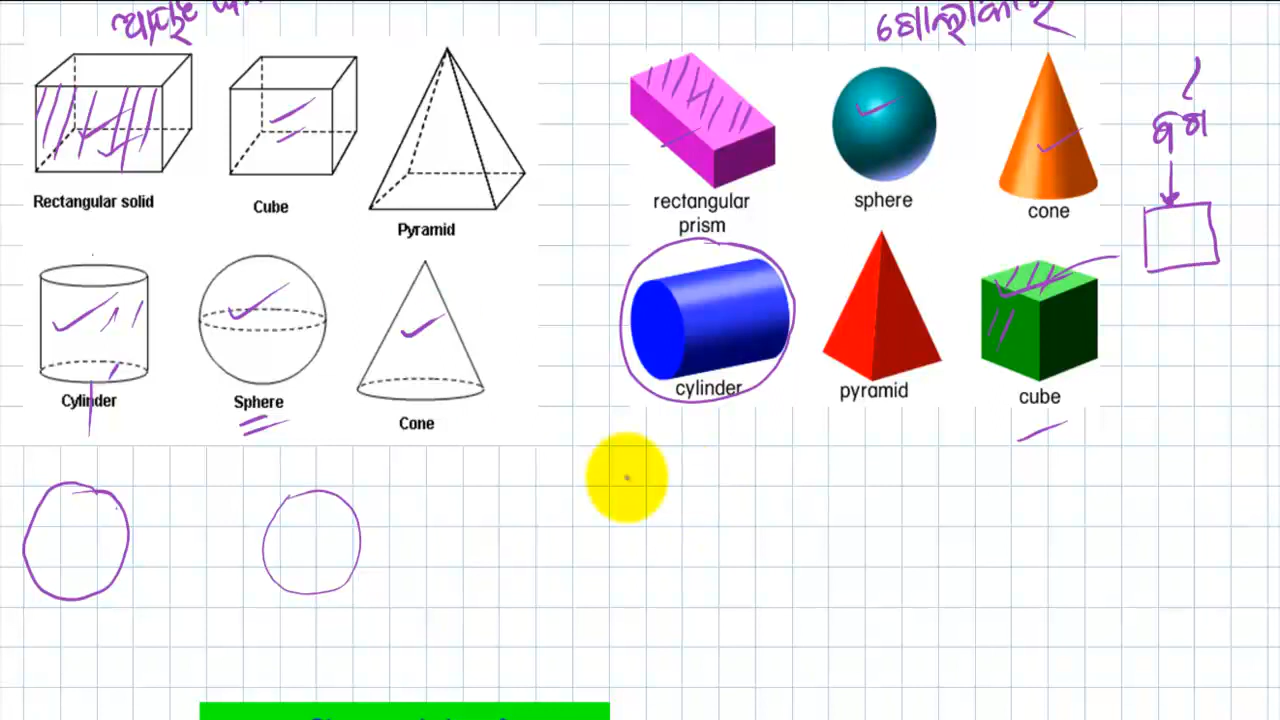 Rectangular solid
Cube
Pyramid
Cylinder
Sphere
Cone
rectangular
prism
sphere
cone
cylinder
pyramid
cube